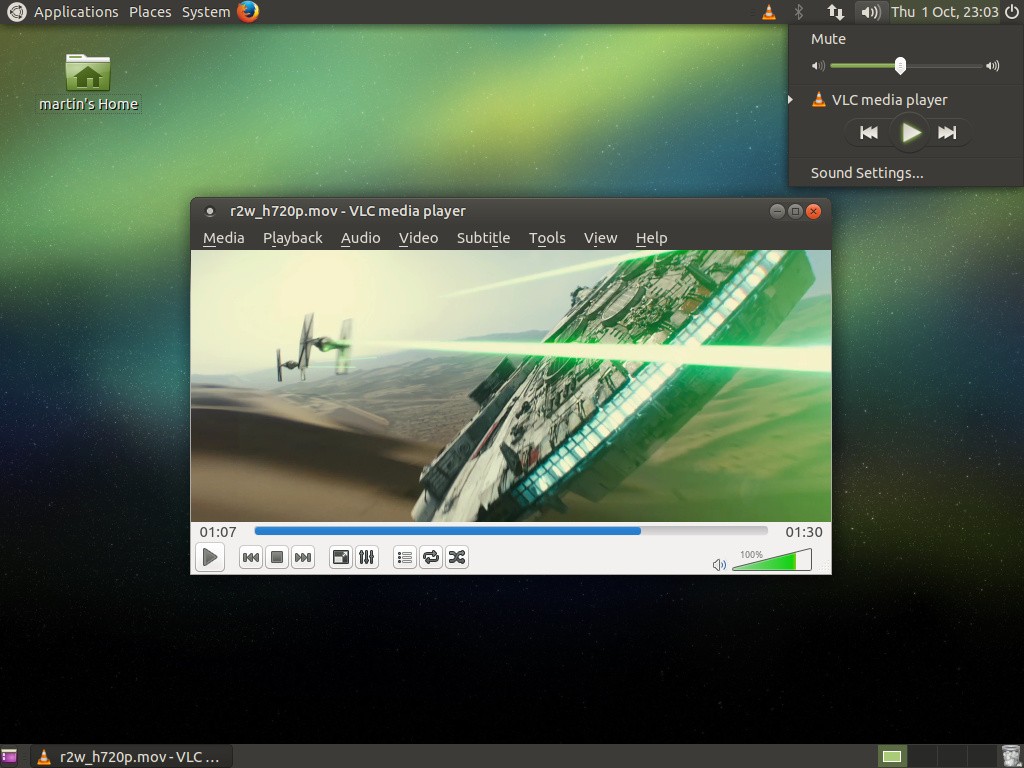 Applications Places System
Thu 1 Oct, 23:03
Mute
martin's Home
VLC media player
Sound Settings...
r2w_h720p.mov - VLC media player
Media Playback Audio Video Subtitle Tools View Help
01:07
01:30
100%
r2w_h720p.mov - VLC ...